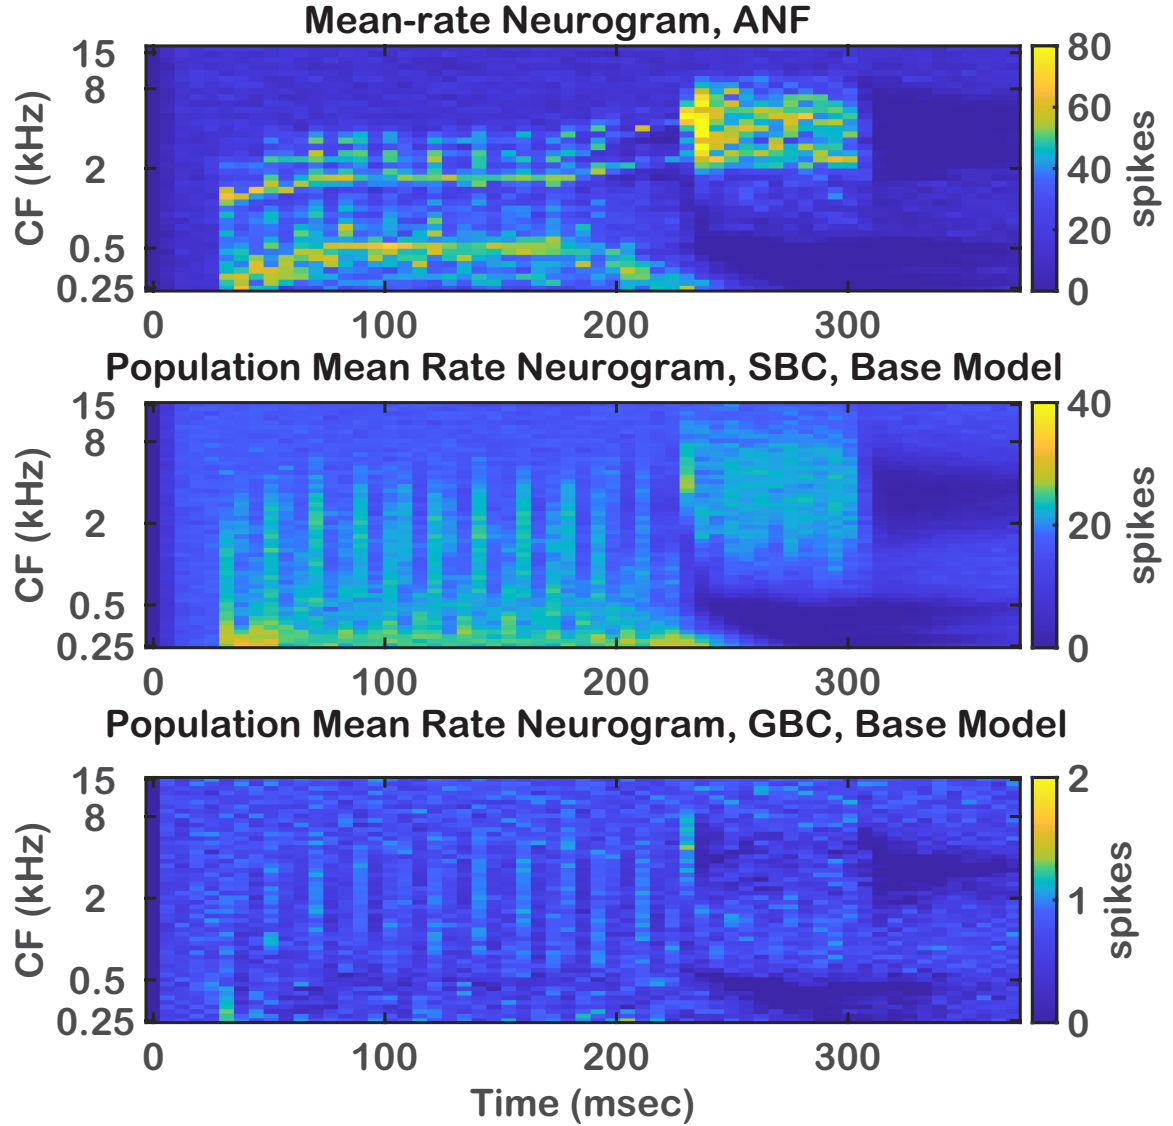 Mean-rate Neurogram, ANF
15
8
2
0.5
0.25
CF (kHz)
0 100 200 300
80
60
40
20
0
spikes
Population Mean Rate Neurogram, SBC, Base Model
15
8
2
0.5
0.25
CF (kHz)
0 100 200 300
40
20
0
spikes
Population Mean Rate Neurogram, GBC, Base Model
15
8
2
0.5
0.25
CF (kHz)
0 100 200 300
2
1
0
spikes
Time (msec)